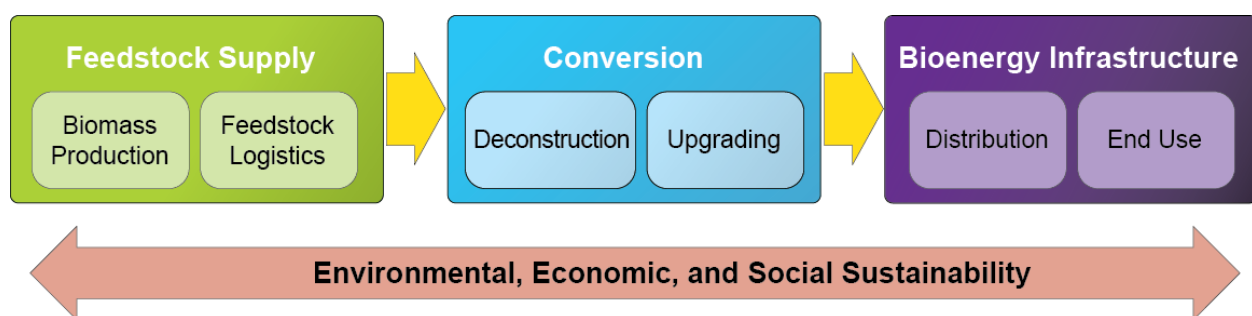 Feedstock Supply
Biomass
Production
Feedstock
Logistics
Conversion
Deconstruction
Upgrading
Bioenergy Infrastructure
Distribution
End Use
Environmental, Economic, and Social Sustainability